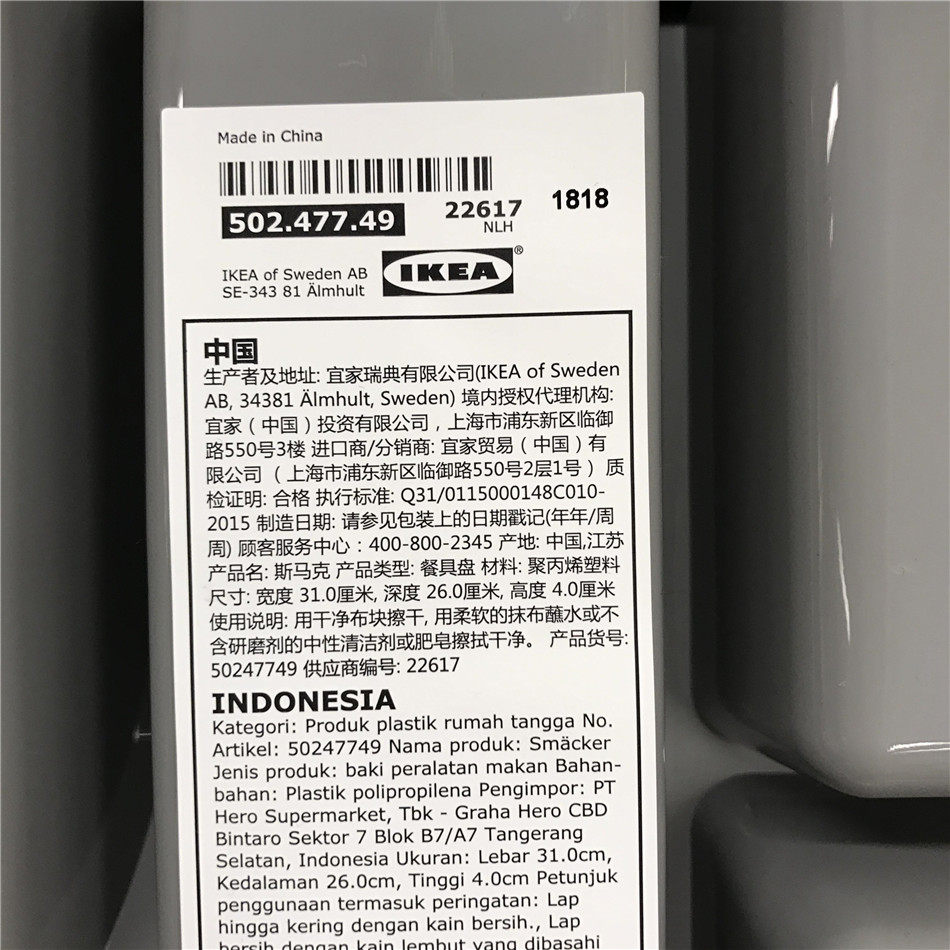 Made in China
502.477.49
22617
NLH
1818
IKEA of Sweden AB
SE-343 81 Älmhult
IKEA®
中国
生产者及地址: 宜家瑞典有限公司(IKEA of Sweden
AB, 34381 Älmhult, Sweden) 境内授权代理机构:
宜家（中国）投资有限公司，上海市浦东新区临御
路550号3楼 进口商/分销商: 宜家贸易（中国）有
限公司 （上海市浦东新区临御路550号2层1号） 质
检证明: 合格 执行标准: Q31/0115000148C010-
2015 制造日期: 请参见包装上的日期戳记(年年/周
周) 顾客服务中心：400-800-2345 产地: 中国,江苏
产品名: 斯马克 产品类型: 餐具盘 材料: 聚丙烯塑料
尺寸: 宽度 31.0厘米, 深度 26.0厘米, 高度 4.0厘米
使用说明: 用干净布块擦干, 用柔软的抹布蘸水或不
含研磨剂的中性清洁剂或肥皂擦拭干净。 产品货号:
50247749 供应商编号: 22617
INDONESIA
Kategori: Produk plastik rumah tangga No.
Artikel: 50247749 Nama produk: Smäcker
Jenis produk: baki peralatan makan Bahan-
bahan: Plastik polipropilena Pengimpor: PT
Hero Supermarket, Tbk - Graha Hero CBD
Bintaro Sektor 7 Blok B7/A7 Tangerang
Selatan, Indonesia Ukuran: Lebar 31.0cm,
Kedalaman 26.0cm, Tinggi 4.0cm Petunjuk
penggunaan termasuk peringatan: Lap
hingga kering dengan kain bersih., Lap
bersih dengan kain lembut yang dibasahi